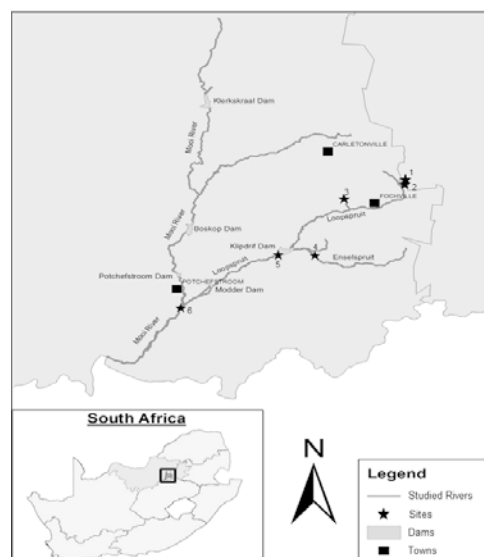 Klerkskraal Dam
Mooi River
CARLETONVILLE
1
2
3
FOCHVILLE
Mooi River
Loopspruit
Boskop Dam
Klipdrif Dam
4
Enselspruit
5
Loopspruit
Potchefstroom Dam
POTCHEFSTROOM
Modder Dam
6
Mooi River
South Africa
N
Legend
Studied Rivers
Sites
Dams
Towns